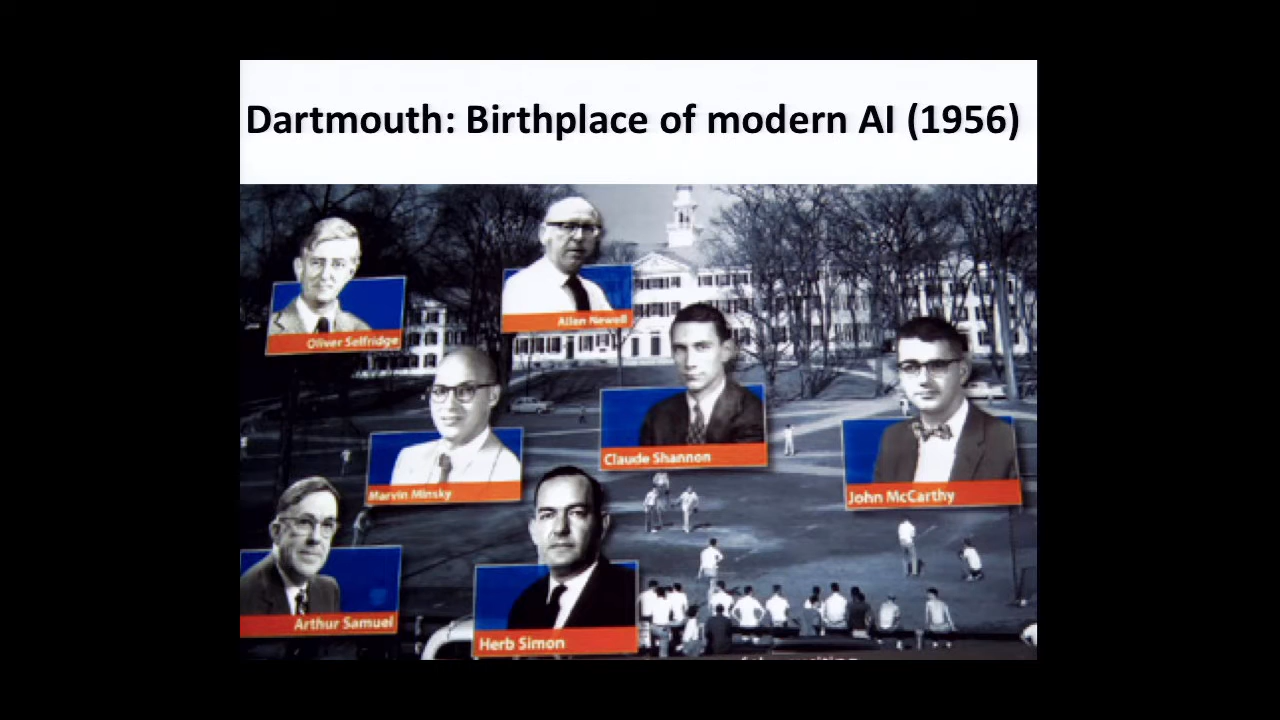 Dartmouth: Birthplace of modern AI (1956)
Oliver Selfridge
Allen Newell
Marvin Minsky
Claude Shannon
John McCarthy
Arthur Samuel
Herb Simon